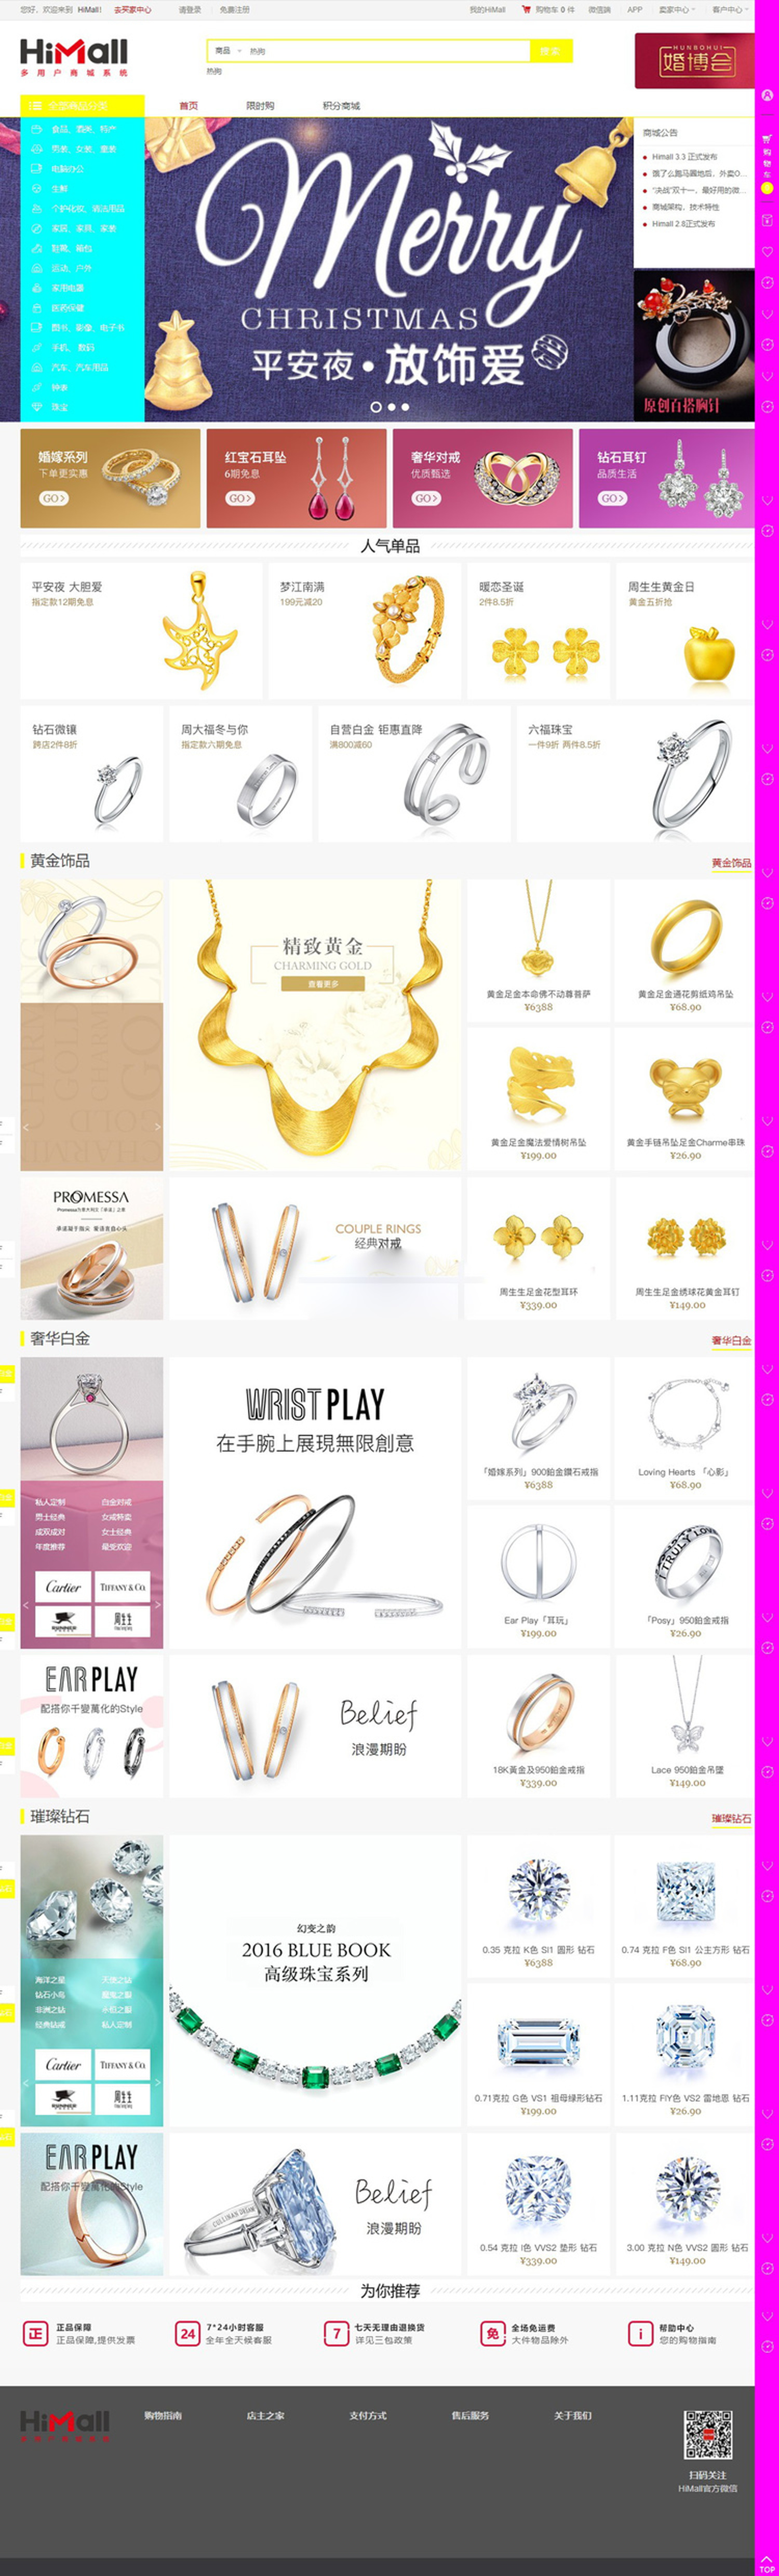 您好，欢迎来到 HiMall！ 去买家中心 请登录 免费注册 我的HiMall 购物车 0 件 微信端 APP 卖家中心 客户中心
HiMall
多用户商城系统
商品 热狗 搜索
热狗
HUNBOHUI
婚博会
全部商品分类 首页 限时购 积分商城
食品、酒类、特产
男装、女装、童装
电脑办公
生鲜
个护化妆、清洁用品
家居、家具、家装
鞋靴、箱包
运动、户外
家用电器
医药保健
图书、影像、电子书
手机、数码
汽车、汽车用品
钟表
珠宝
Merry
CHRISTMAS
平安夜•放饰爱
商城公告
Himall 3.3 正式发布
饿了么跑马圈地后，外卖O...
“决战”双十一，最好用的微...
商城架构，技术特性
Himall 2.8正式发布
原创百搭胸针
购物车
0
婚嫁系列
下单更实惠
GO >
红宝石耳坠
6期免息
GO >
奢华对戒
优质甄选
GO >
钻石耳钉
品质生活
GO >
人气单品
平安夜 大胆爱
指定款12期免息
梦江南满
199元减20
暖恋圣诞
2件8.5折
周生生黄金日
黄金五折抢
钻石微镶
跨店2件8折
周大福冬与你
指定款六期免息
自营白金 钜惠直降
满800减60
六福珠宝
一件9折 两件8.5折
黄金饰品 黄金饰品
精致黄金
CHARMING GOLD
查看更多
黄金足金本命佛不动尊菩萨
¥6388
黄金足金通花剪纸鸡吊坠
¥68.90
黄金足金魔法爱情树吊坠
¥199.00
黄金手链吊坠足金Charme串珠
¥26.90
PROMESSA
Promessa为意大利文「承诺」之意
COUPLE RINGS
经典对戒
周生生足金花型耳环
¥339.00
周生生足金绣球花黄金耳钉
¥149.00
奢华白金 奢华白金
私人定制 白金对戒
男士经典 女戒特卖
成双成对 女士经典
年度推荐 最受欢迎
Cartier TIFFANY & CO.
周生生
WRIST PLAY
在手腕上展現無限創意
「婚嫁系列」900鉑金鑽石戒指
¥6388
Loving Hearts 「心影」
¥68.90
Ear Play「耳玩」
¥199.00
「Posy」950鉑金戒指
¥26.90
EAR PLAY
配搭你千變萬化的Style
Belief
浪漫期盼
18K黃金及950鉑金戒指
¥339.00
Lace 950鉑金吊墜
¥149.00
璀璨钻石 璀璨钻石
海洋之星 天使之钻
钻石小鸟
非洲之钻
经典钻戒 私人定制
Cartier TIFFANY & CO.
周生生
幻变之韵
2016 BLUE BOOK
高级珠宝系列
0.35 克拉 K色 SI1 圆形 钻石
¥6388
0.74 克拉 F色 SI1 公主方形 钻石
¥68.90
0.71克拉 G色 VS1 祖母绿形钻石
¥199.00
1.11克拉 FIY色 VS2 雷地恩 钻石
¥26.90
EAR PLAY
配搭你千變萬化的Style
CULLINAN DREAM
Belief
浪漫期盼
0.54 克拉 I色 VVS2 垫形 钻石
¥339.00
3.00 克拉 N色 VVS2 圆形 钻石
¥149.00
为你推荐
正 正品保障
正品保障,提供发票
24 7*24小时客服
全年全天候客服
7 七天无理由退换货
详见三包政策
免 全场免运费
大件物品除外
i 帮助中心
您的购物指南
HiMall
购物指南 店主之家 支付方式 售后服务 关于我们
扫码关注
HiMall官方微信
TOP